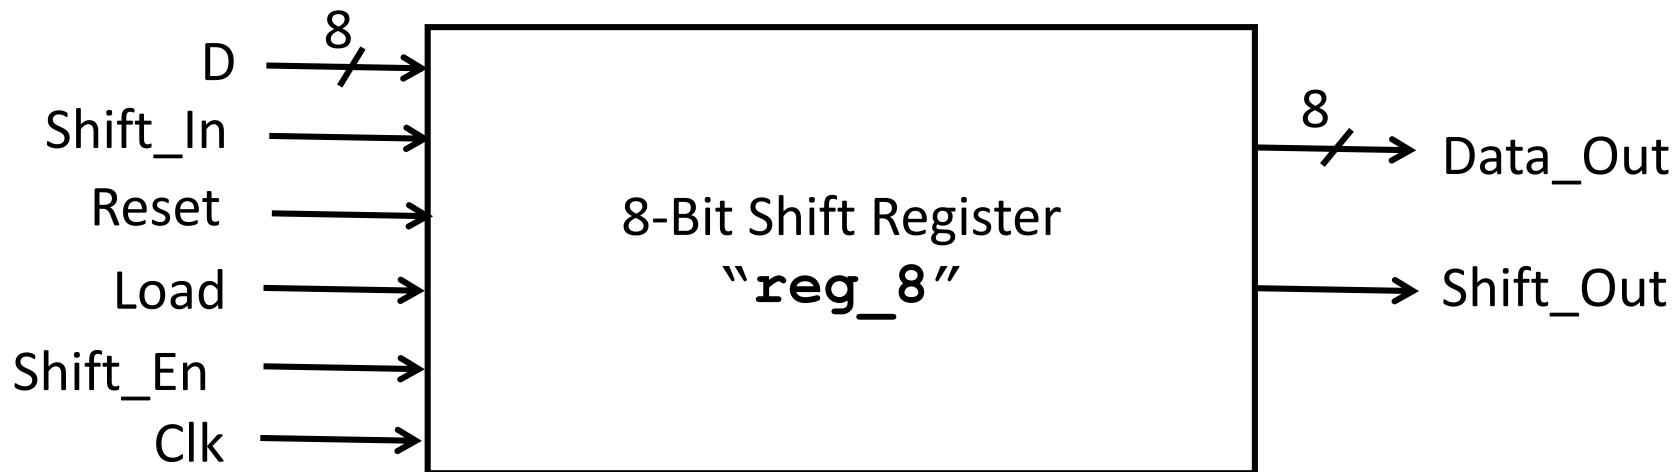 8
D
Shift_In
Reset
Load
Shift_En
Clk
8-Bit Shift Register
“reg_8”
8
Data_Out
Shift_Out